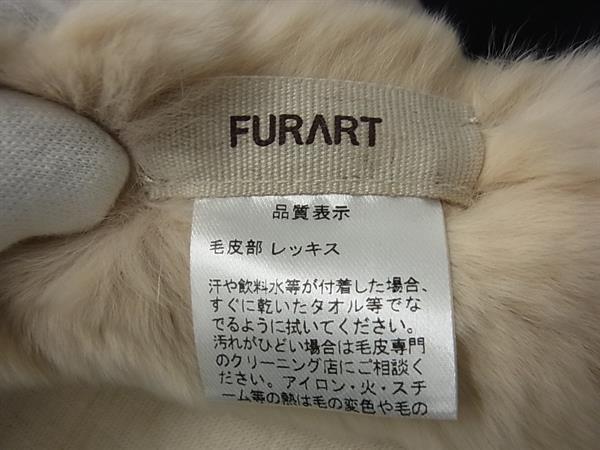 FURART
品質表示
毛皮部 レッキス
汗や飲料水等が付着した場合、
すぐに乾いたタオル等でな
でるように拭いてください。
汚れがひどい場合は毛皮専門
のクリーニング店にご相談く
ださい。アイロン・火・スチ
ーム等の熱は毛の変色や毛の